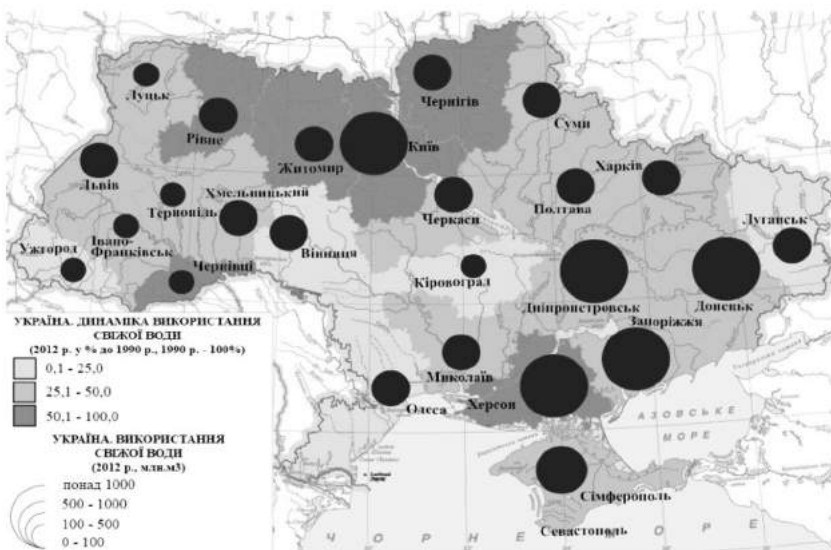 Луцьк
Рівне
Житомир
Київ
Чернігів
Суми
Львів
Тернопіль
Хмельницький
Черкаси
Полтава
Харків
Луганськ
Ужгород
Івано-
Франківськ
Чернівці
Вінниця
Кіровоград
Дніпропетровськ
Донецьк
Запоріжжя
Миколаїв
Одеса
Херсон
Сімферополь
Севастополь
АЗОВСЬКЕ
МОРЕ
ЧОРНЕ МОРЕ
УКРАЇНА. ДИНАМІКА ВИКОРИСТАННЯ
СВІЖОЇ ВОДИ
(2012 р. у % до 1990 р., 1990 р. - 100%)
0,1 - 25,0
25,1 - 50,0
50,1 - 100,0
УКРАЇНА. ВИКОРИСТАННЯ
СВІЖОЇ ВОДИ
(2012 р., млн.м3)
понад 1000
500 - 1000
100 - 500
0 - 100